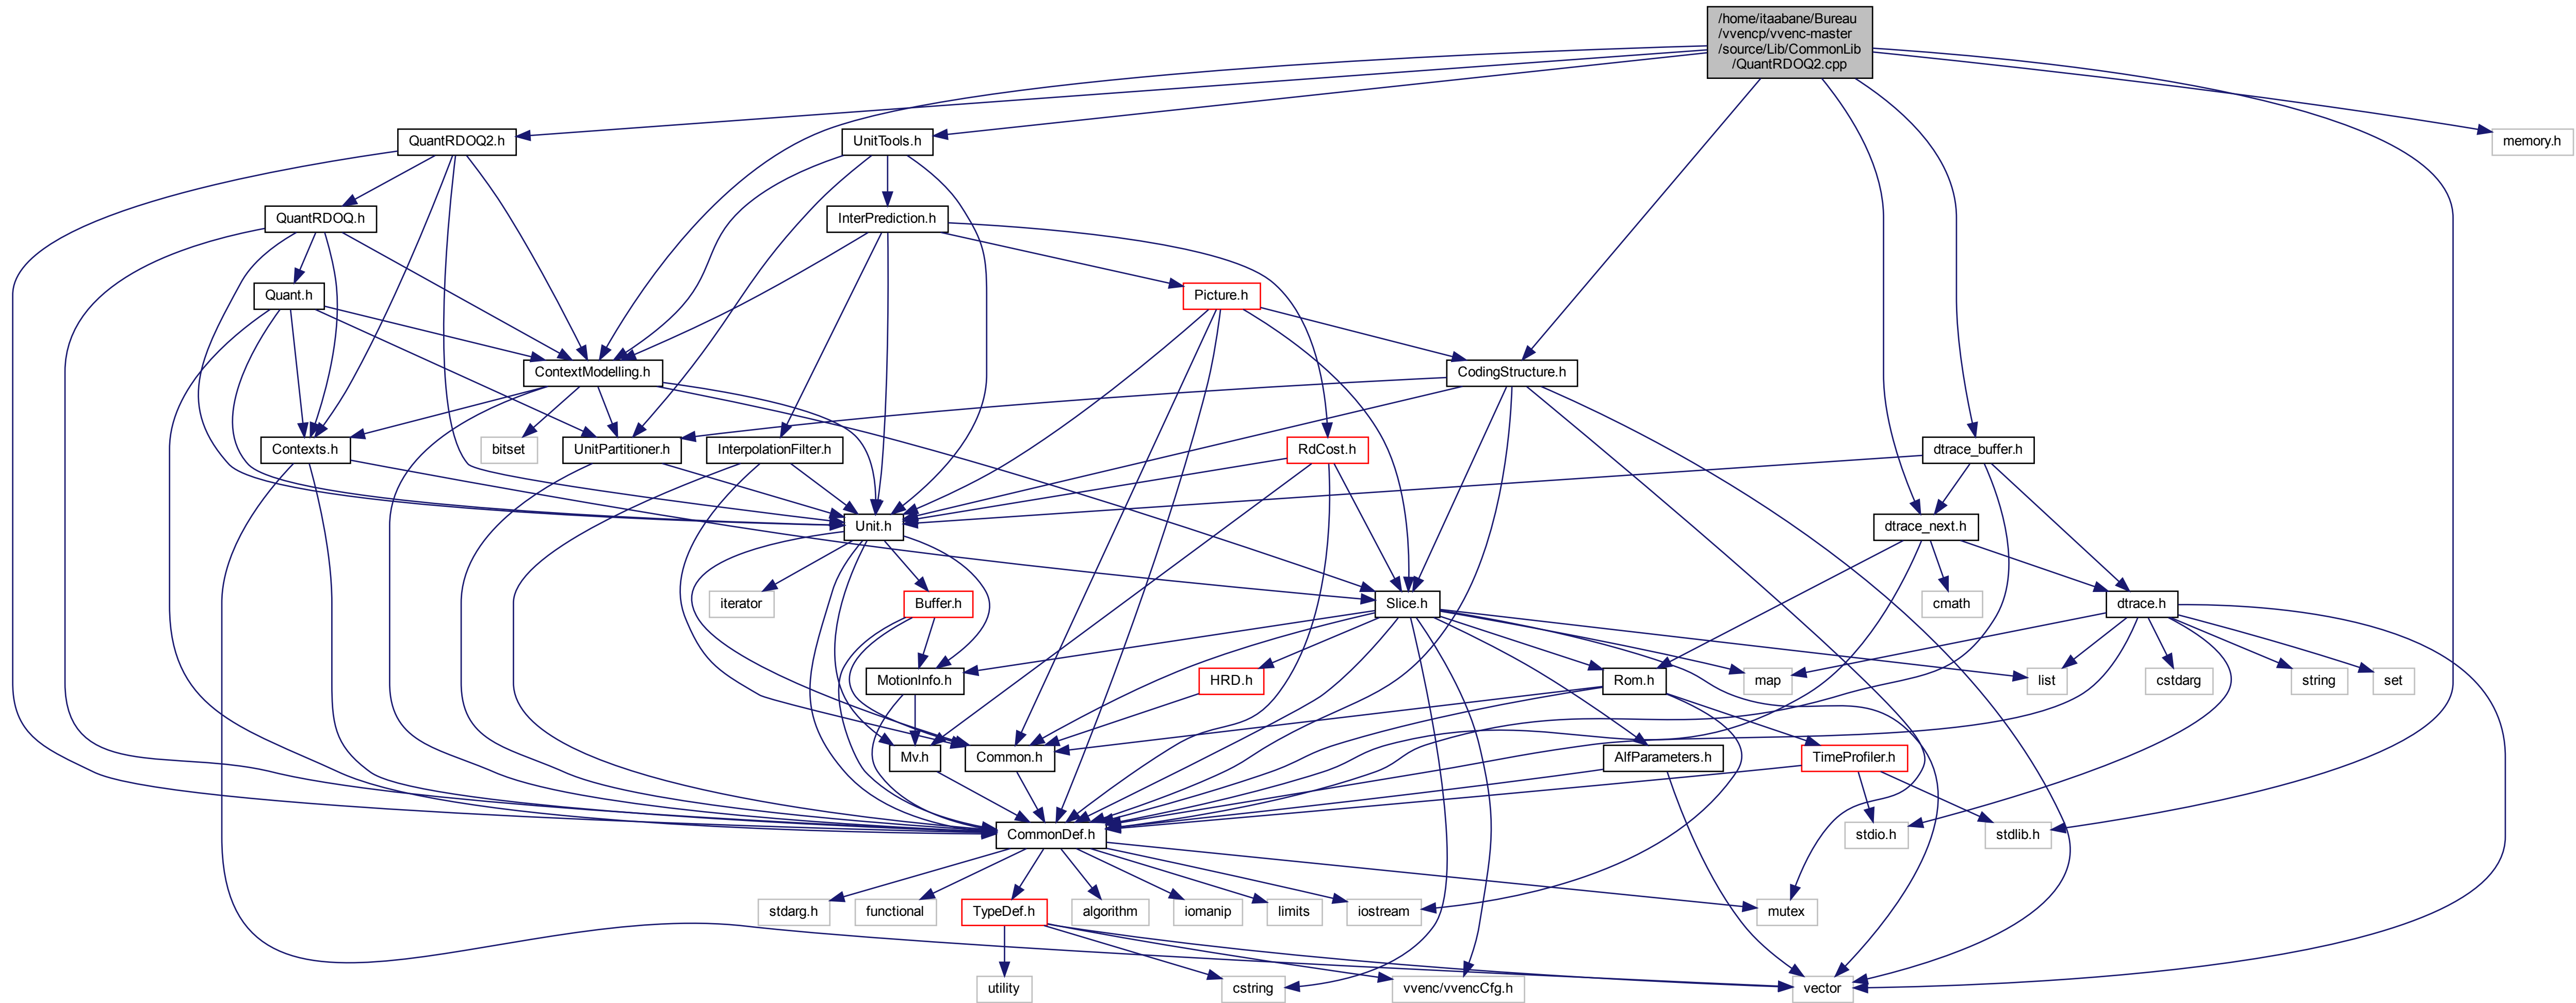 /home/itaabane/Bureau
/vvencp/vvenc-master
/source/Lib/CommonLib
/QuantRDOQ2.cpp
QuantRDOQ2.h
UnitTools.h
memory.h
QuantRDOQ.h
InterPrediction.h
Quant.h
Picture.h
ContextModelling.h
CodingStructure.h
Contexts.h
bitset
UnitPartitioner.h
InterpolationFilter.h
RdCost.h
dtrace_buffer.h
Unit.h
dtrace_next.h
iterator
Buffer.h
Slice.h
cmath
dtrace.h
MotionInfo.h
HRD.h
Rom.h
map
list
cstdarg
string
set
Mv.h
Common.h
AlfParameters.h
TimeProfiler.h
CommonDef.h
stdio.h
stdlib.h
stdarg.h
functional
TypeDef.h
algorithm
iomanip
limits
iostream
mutex
utility
cstring
vvenc/vvencCfg.h
vector